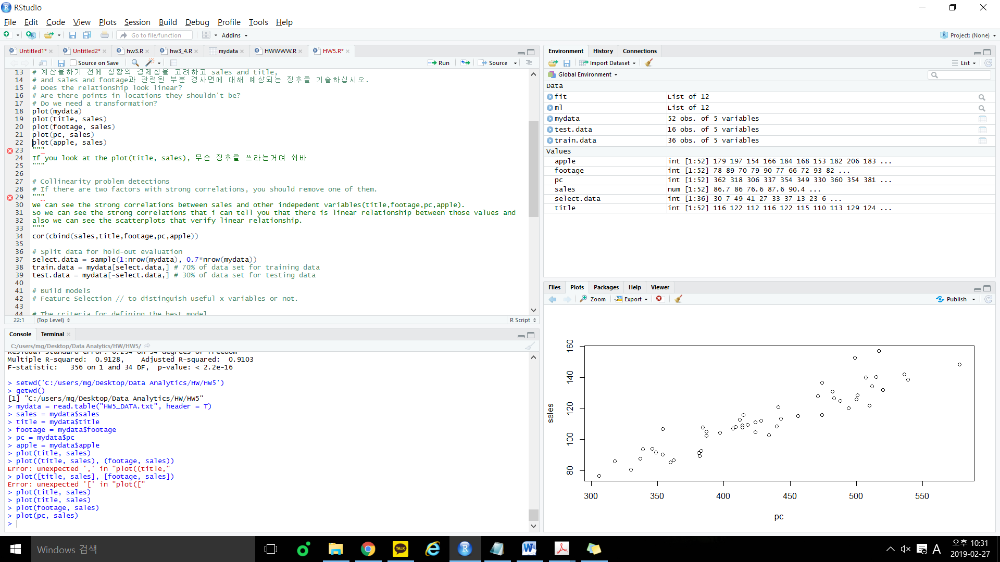 RStudio
File Edit Code View Plots Session Build Debug Profile Tools Help
Go to file/function Addins Project: (None)
Untitled1* Untitled2* hw3.R hw3_4.R mydata HWWWW.R HW5.R*
Source on Save Run Source
13 # 계산을하기 전에 상황의 경제성을 고려하고 sales and title,
14 # and sales and footage과 관련된 부분 경사면에 대해 예상되는 징후를 기술하십시오.
15 # Does the relationship look linear?
16 # Are there points in locations they shouldn't be?
17 # Do we need a transformation?
18 plot(mydata)
19 plot(title, sales)
20 plot(footage, sales)
21 plot(pc, sales)
22 plot(apple, sales)
23 """
24 If you look at the plot(title, sales), 무슨 징후를 쓰라는거여 쉬바
25 """
26
27 # Collinearity problem detections
28 # If there are two factors with strong correlations, you should remove one of them.
29 """
30 We can see the strong correlations between sales and other indepedent variables(title,footage,pc,apple).
31 So we can see the strong correlations that i can tell you that there is linear relationship between those values and
32 also we can see the scatterplots that verify linear relationship.
33 """
34 cor(cbind(sales,title,footage,pc,apple))
35
36 # Split data for hold-out evaluation
37 select.data = sample(1:nrow(mydata), 0.7*nrow(mydata))
38 train.data = mydata[select.data,] # 70% of data set for training data
39 test.data = mydata[-select.data,] # 30% of data set for testing data
40
41 # Build models
42 # Feature Selection // to distinguish useful x variables or not.
43
44 # The criteria for defining the best model
22:1 (Top Level) R Script
Console Terminal
C:/users/mg/Desktop/Data Analytics/HW/HW5/
Residual standard error: 6.254 on 34 degrees of freedom
Multiple R-squared: 0.9128, Adjusted R-squared: 0.9103
F-statistic: 356 on 1 and 34 DF, p-value: < 2.2e-16
> setwd('C:/users/mg/Desktop/Data Analytics/HW/HW5')
> getwd()
[1] "C:/users/mg/Desktop/Data Analytics/HW/HW5"
> mydata = read.table("HW5_DATA.txt", header = T)
> sales = mydata$sales
> title = mydata$title
> footage = mydata$footage
> pc = mydata$pc
> apple = mydata$apple
> plot(title, sales)
> plot((title, sales), (footage, sales))
Error: unexpected ',' in "plot((title,"
> plot([title, sales], [footage, sales])
Error: unexpected '[' in "plot(["
> plot(title, sales)
> plot(title, sales)
> plot(footage, sales)
> plot(pc, sales)
>
Environment History Connections
Import Dataset List
Global Environment
Data
fit List of 12
ml List of 12
mydata 52 obs. of 5 variables
test.data 16 obs. of 5 variables
train.data 36 obs. of 5 variables
Values
apple int [1:52] 179 197 154 166 184 168 153 182 206 183 ...
footage int [1:52] 78 89 70 79 90 77 66 72 93 82 ...
pc int [1:52] 362 318 306 337 354 349 330 360 354 381 ...
sales num [1:52] 86.7 86 76.6 87.6 90.4 ...
select.data int [1:36] 30 7 49 41 27 33 37 13 23 6 ...
title int [1:52] 116 122 112 116 122 115 110 113 129 124 ...
Files Plots Packages Help Viewer
Zoom Export Publish
160
140
120
100
80
sales
300 350 400 450 500 550
pc
Windows 검색
TALK
A
오후 10:31
2019-02-27